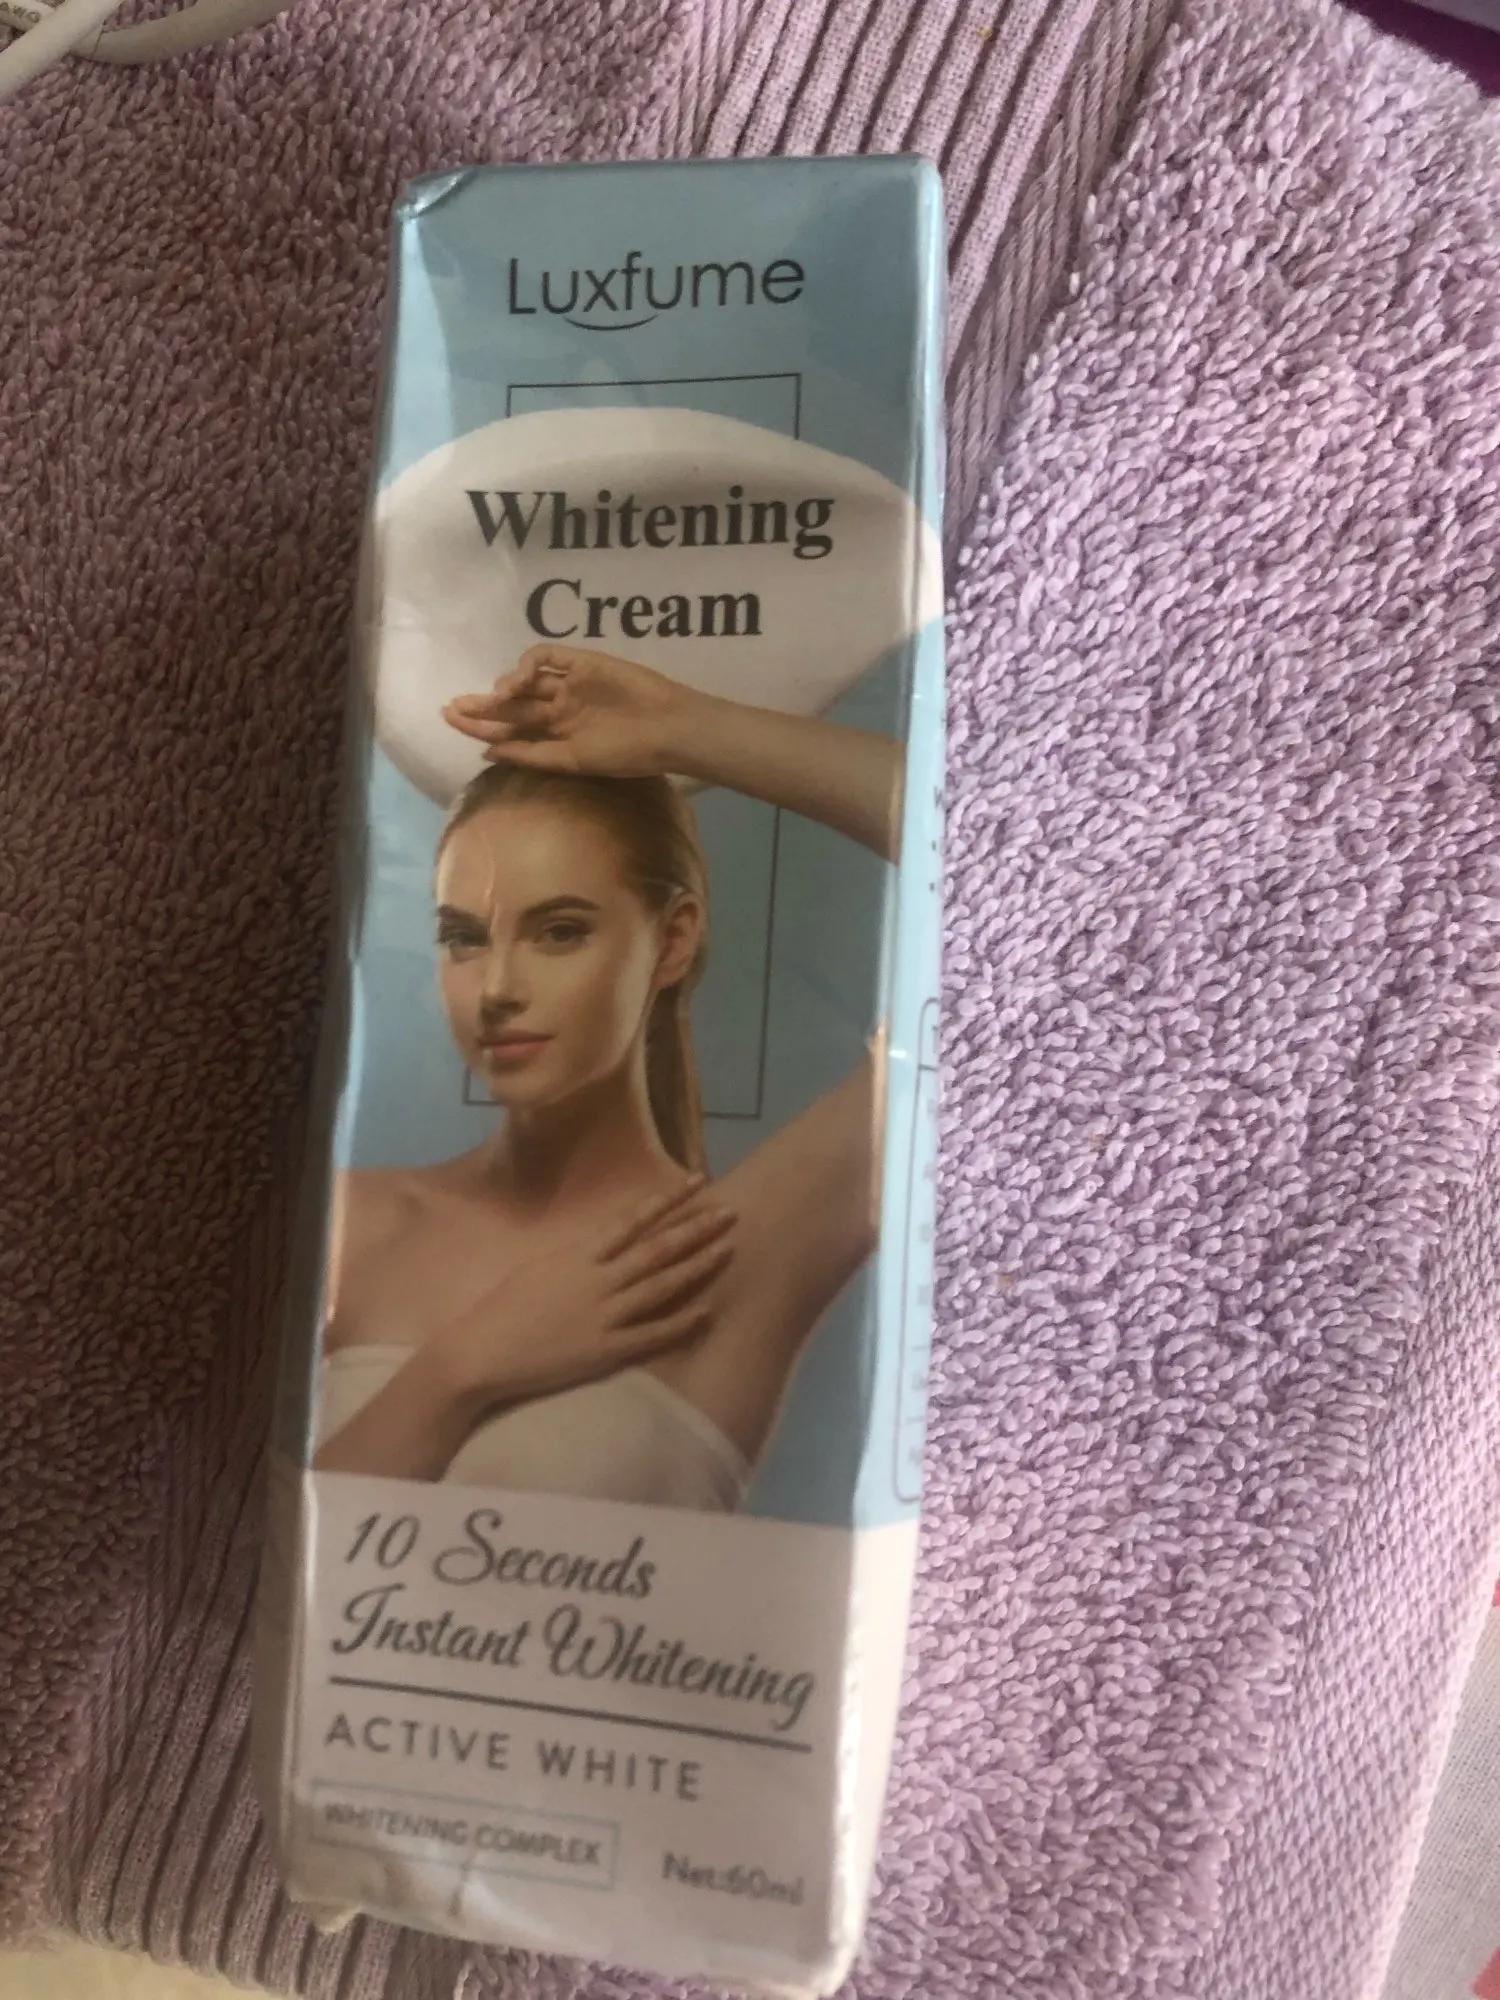 Luxfume
Whitening
Cream
10 Seconds
Instant Whitening
ACTIVE WHITE
WHITENING COMPLEX
Net:60ml